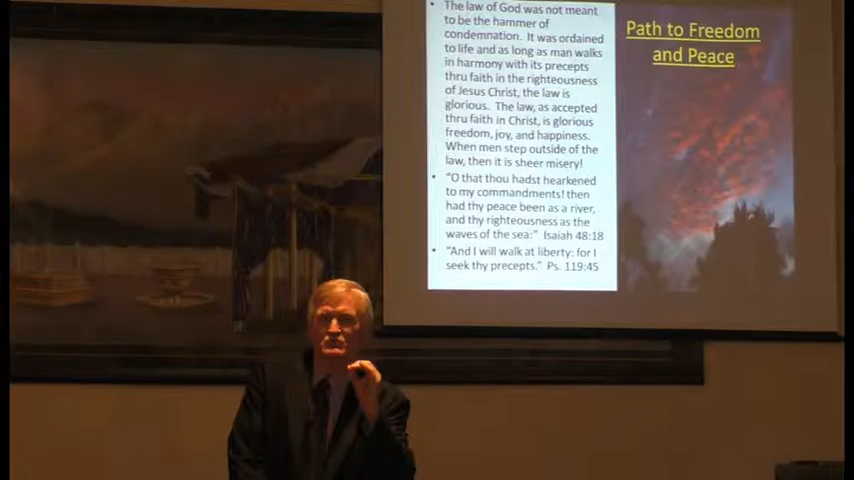 • The law of God was not meant
to be the hammer of
condemnation. It was ordained
to life and as long as man walks
in harmony with its precepts
thru faith in the righteousness
of Jesus Christ, the law is
glorious. The law, as accepted
thru faith in Christ, is glorious
freedom, joy, and happiness.
When men step outside of the
law, then it is sheer misery!
• "O that thou hadst hearkened
to my commandments! then
had thy peace been as a river,
and thy righteousness as the
waves of the sea:" Isaiah 48:18
• "And I will walk at liberty: for I
seek thy precepts." Ps. 119:45
Path to Freedom
and Peace